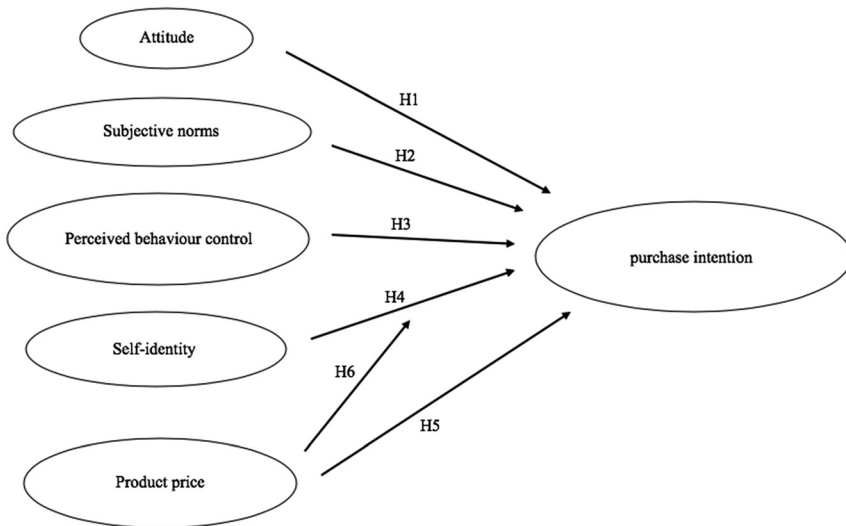 Attitude
H1
Subjective norms
H2
Perceived behaviour control
H3
purchase intention
H4
Self-identity
H6
H5
Product price